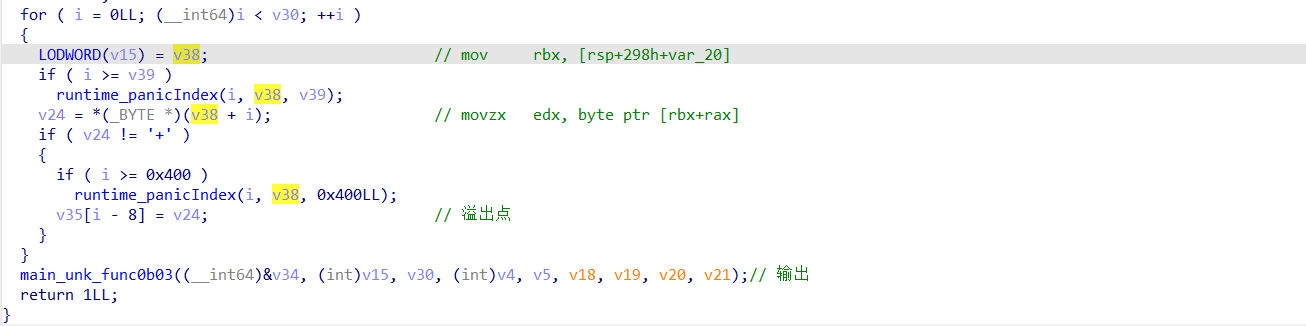 for ( i = 0LL; (__int64)i < v30; ++i )
{
LODWORD(v15) = v38; // mov rbx, [rsp+298h+var_20]
if ( i >= v39 )
runtime_panicIndex(i, v38, v39);
v24 = *(_BYTE *)(v38 + i); // movzx edx, byte ptr [rbx+rax]
if ( v24 != '+' )
{
if ( i >= 0x400 )
runtime_panicIndex(i, v38, 0x400LL);
v35[i - 8] = v24; // 溢出点
}
}
main_unk_func0b03((__int64)&v34, (int)v15, v30, (int)v4, v5, v18, v19, v20, v21);// 输出
return 1LL;
}